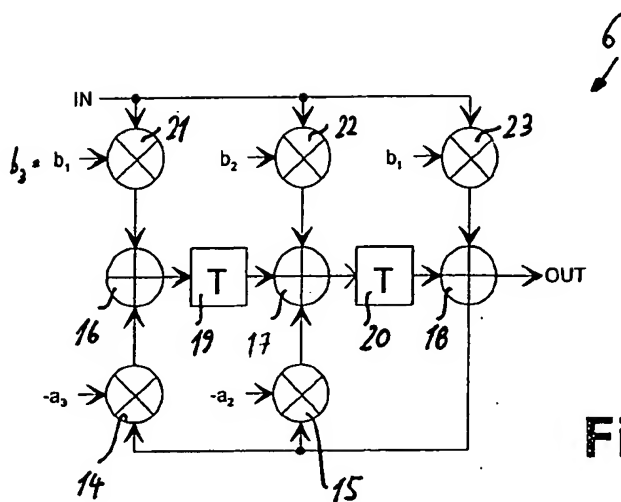 6
IN
21
22
23
b₃ = b₁
b₂
b₁
T
T
OUT
16
19
17
20
18
-a₃
-a₂
14
15
Fi